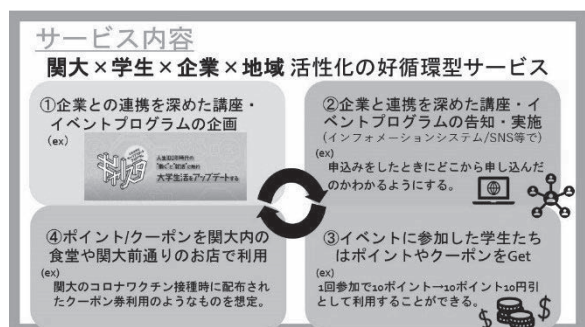 サービス内容
関大×学生×企業×地域 活性化の好循環型サービス
①企業との連携を深めた講座・
イベントプログラムの企画
(ex)
大学生活をアップデートする
②企業と連携を深めた講座・イ
ベントプログラムの告知・実施
(インフォメーションシステム/SNS等で)
(ex)
申込みをしたときにどこから申し込んだ
のかわかるようにする。
④ポイント/クーポンを関大内の
食堂や関大前通りのお店で利用
(ex)
関大のコロナワクチン接種時に配布され
たクーポン券利用のようなものを想定。
③イベントに参加した学生たち
はポイントやクーポンをGet
(ex)
1回参加で10ポイント→10ポイント10円引
として利用することができる。